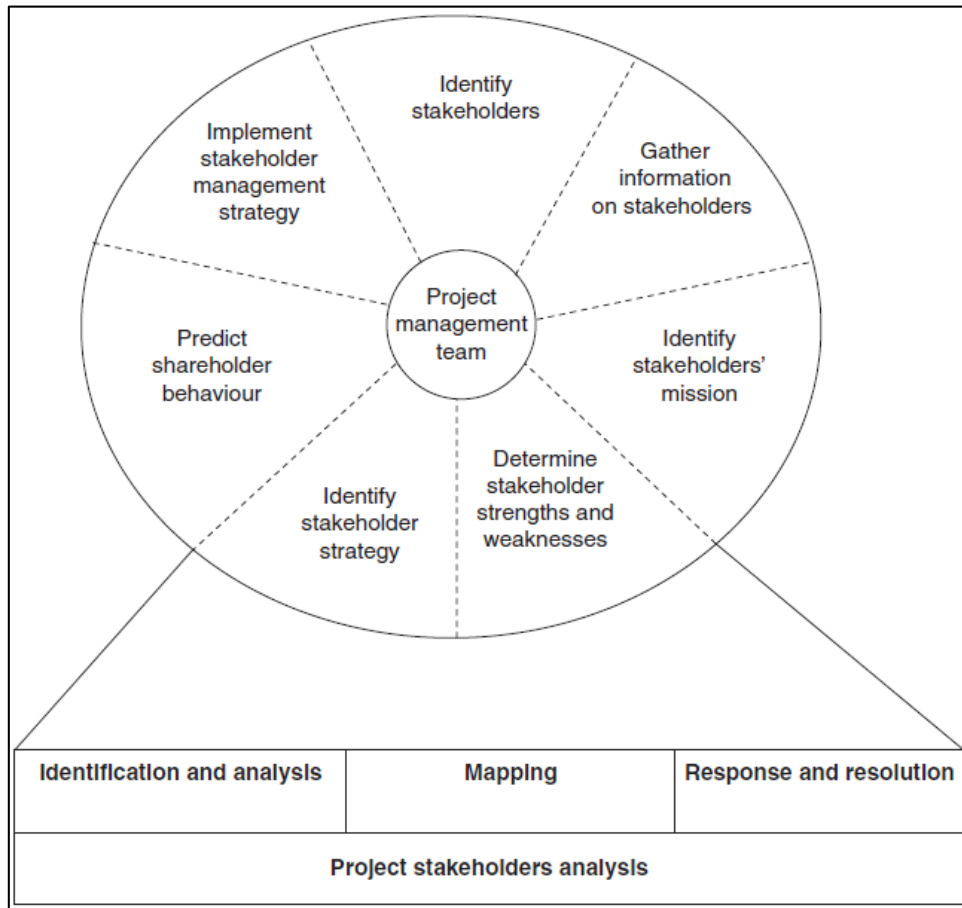 Identify
stakeholders
Gather
information
on stakeholders
Identify
stakeholders’
mission
Determine
stakeholder
strengths and
weaknesses
Identify
stakeholder
strategy
Predict
shareholder
behaviour
Implement
stakeholder
management
strategy
Project
management
team
Identification and analysis
Mapping
Response and resolution
Project stakeholders analysis